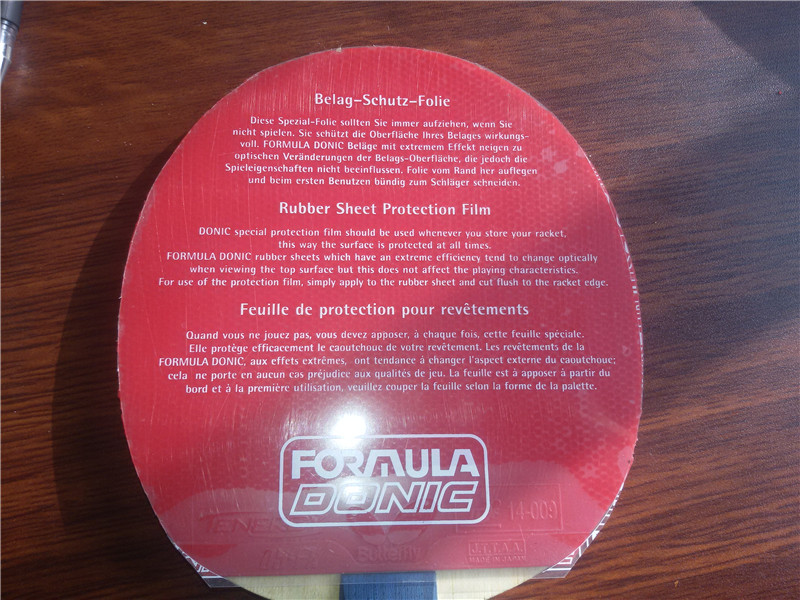 Belag-Schutz-Folie
Diese Spezial-Folie sollten Sie immer aufziehen, wenn Sie
nicht spielen. Sie schützt die Oberfläche Ihres Belages wirkungs-
voll. FORMULA DONIC Beläge mit extremem Effekt neigen zu
optischen Veränderungen der Belags-Oberfläche, die jedoch die
Spieleigenschaften nicht beeinflussen. Folie vom Rand her auflegen
und beim ersten Benutzen bündig zum Schläger schneiden.
Rubber Sheet Protection Film
DONIC special protection film should be used whenever you store your racket,
this way the surface is protected at all times.
FORMULA DONIC rubber sheets which have an extreme efficiency tend to change optically
when viewing the top surface but this does not affect the playing characteristics.
For use of the protection film, simply apply to the rubber sheet and cut flush to the racket edge.
Feuille de protection pour revêtements
Quand vous ne jouez pas, vous devez apposer, à chaque fois, cette feuille spéciale.
Elle protège efficacement le caoutchouc de votre revêtement. Les revêtements de la
FORMULA DONIC, aux effets extrêmes, ont tendance à changer l'aspect externe du caoutchouc;
cela ne porte en aucun cas préjudice aux qualités de jeu. La feuille est à apposer à partir du
bord et à la première utilisation, veuillez couper la feuille selon la forme de la palette.
FORMULA
DONIC
14-009
Butterfly
MADE IN JAPAN